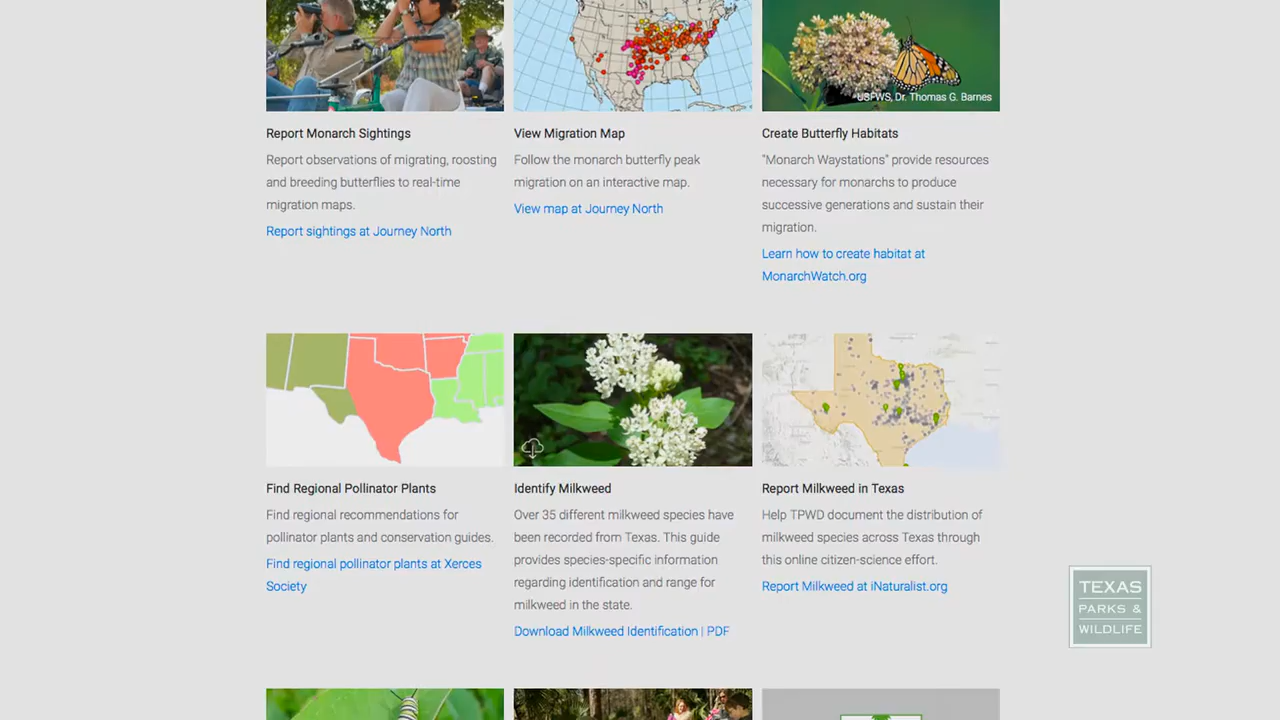 USFWS, Dr. Thomas G. Barnes
Report Monarch Sightings
Report observations of migrating, roosting
and breeding butterflies to real-time
migration maps.
Report sightings at Journey North
View Migration Map
Follow the monarch butterfly peak
migration on an interactive map.
View map at Journey North
Create Butterfly Habitats
“Monarch Waystations” provide resources
necessary for monarchs to produce
successive generations and sustain their
migration.
Learn how to create habitat at
MonarchWatch.org
Find Regional Pollinator Plants
Find regional recommendations for
pollinator plants and conservation guides.
Find regional pollinator plants at Xerces
Society
Identify Milkweed
Over 35 different milkweed species have
been recorded from Texas. This guide
provides species-specific information
regarding identification and range for
milkweed in the state.
Download Milkweed Identification | PDF
Report Milkweed in Texas
Help TPWD document the distribution of
milkweed species across Texas through
this online citizen-science effort.
Report Milkweed at iNaturalist.org
TEXAS
PARKS &
WILDLIFE